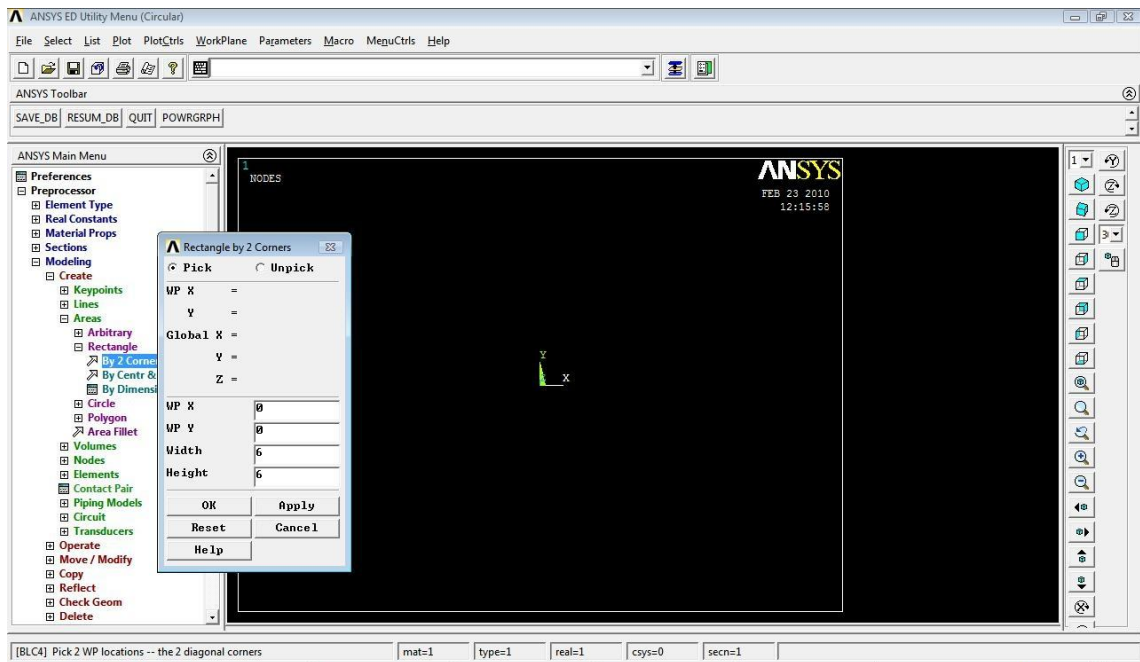 ANSYS ED Utility Menu (Circular)
File Select List Plot PlotCtrls WorkPlane Parameters Macro MenuCtrls Help
ANSYS Toolbar
SAVE_DB RESUM_DB QUIT POWRGRPH
ANSYS Main Menu
Preferences
Preprocessor
Element Type
Real Constants
Material Props
Sections
Modeling
Create
Keypoints
Lines
Areas
Arbitrary
Rectangle
By 2 Corne
By Centr &
By Dimensi
Circle
Polygon
Area Fillet
Volumes
Nodes
Elements
Contact Pair
Piping Models
Circuit
Transducers
Operate
Move / Modify
Copy
Reflect
Check Geom
Delete
Rectangle by 2 Corners
Pick Unpick
WP X =
Y =
Global X =
Y =
Z =
WP X 0
WP Y 0
Width 6
Height 6
OK Apply
Reset Cancel
Help
1
NODES
ANSYS
FEB 23 2010
12:15:58
Y
X
1
3
[BLC4] Pick 2 WP locations -- the 2 diagonal corners mat=1 type=1 real=1 csys=0 secn=1